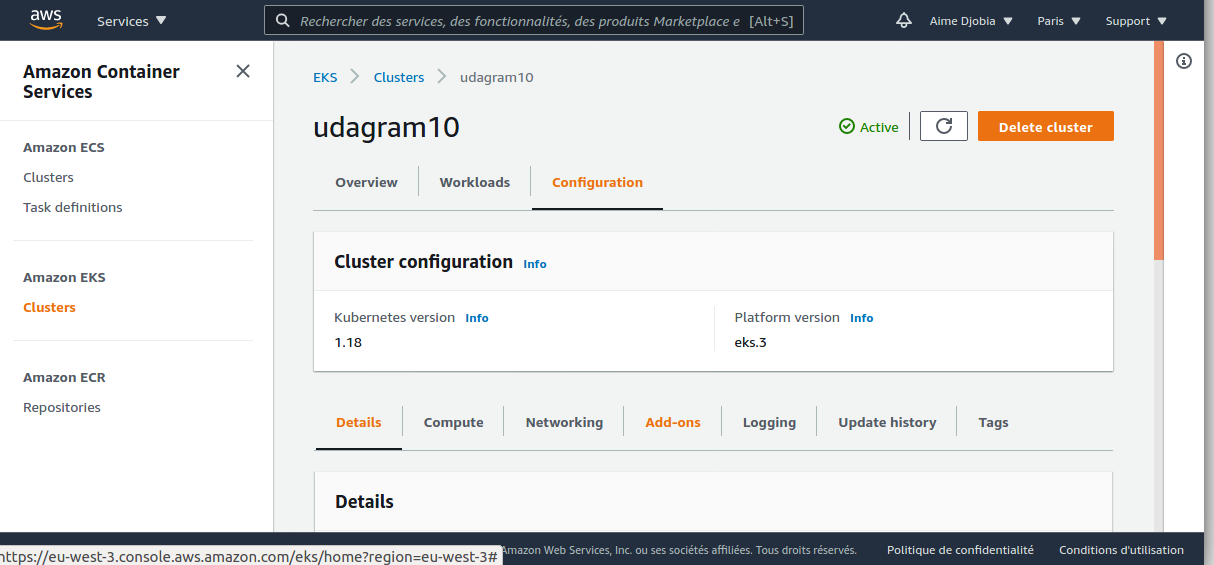 aws
Services
Rechercher des services, des fonctionnalités, des produits Marketplace e [Alt+S]
Aime Djobia
Paris
Support
Amazon Container
Services
Amazon ECS
Clusters
Task definitions
Amazon EKS
Clusters
Amazon ECR
Repositories
EKS
Clusters
udagram10
udagram10
Active
Delete cluster
Overview
Workloads
Configuration
Cluster configuration Info
Kubernetes version Info
1.18
Platform version Info
eks.3
Details
Compute
Networking
Add-ons
Logging
Update history
Tags
Details
https://eu-west-3.console.aws.amazon.com/eks/home?region=eu-west-3#
Amazon Web Services, Inc. ou ses sociétés affiliées. Tous droits réservés.
Politique de confidentialité
Conditions d'utilisation